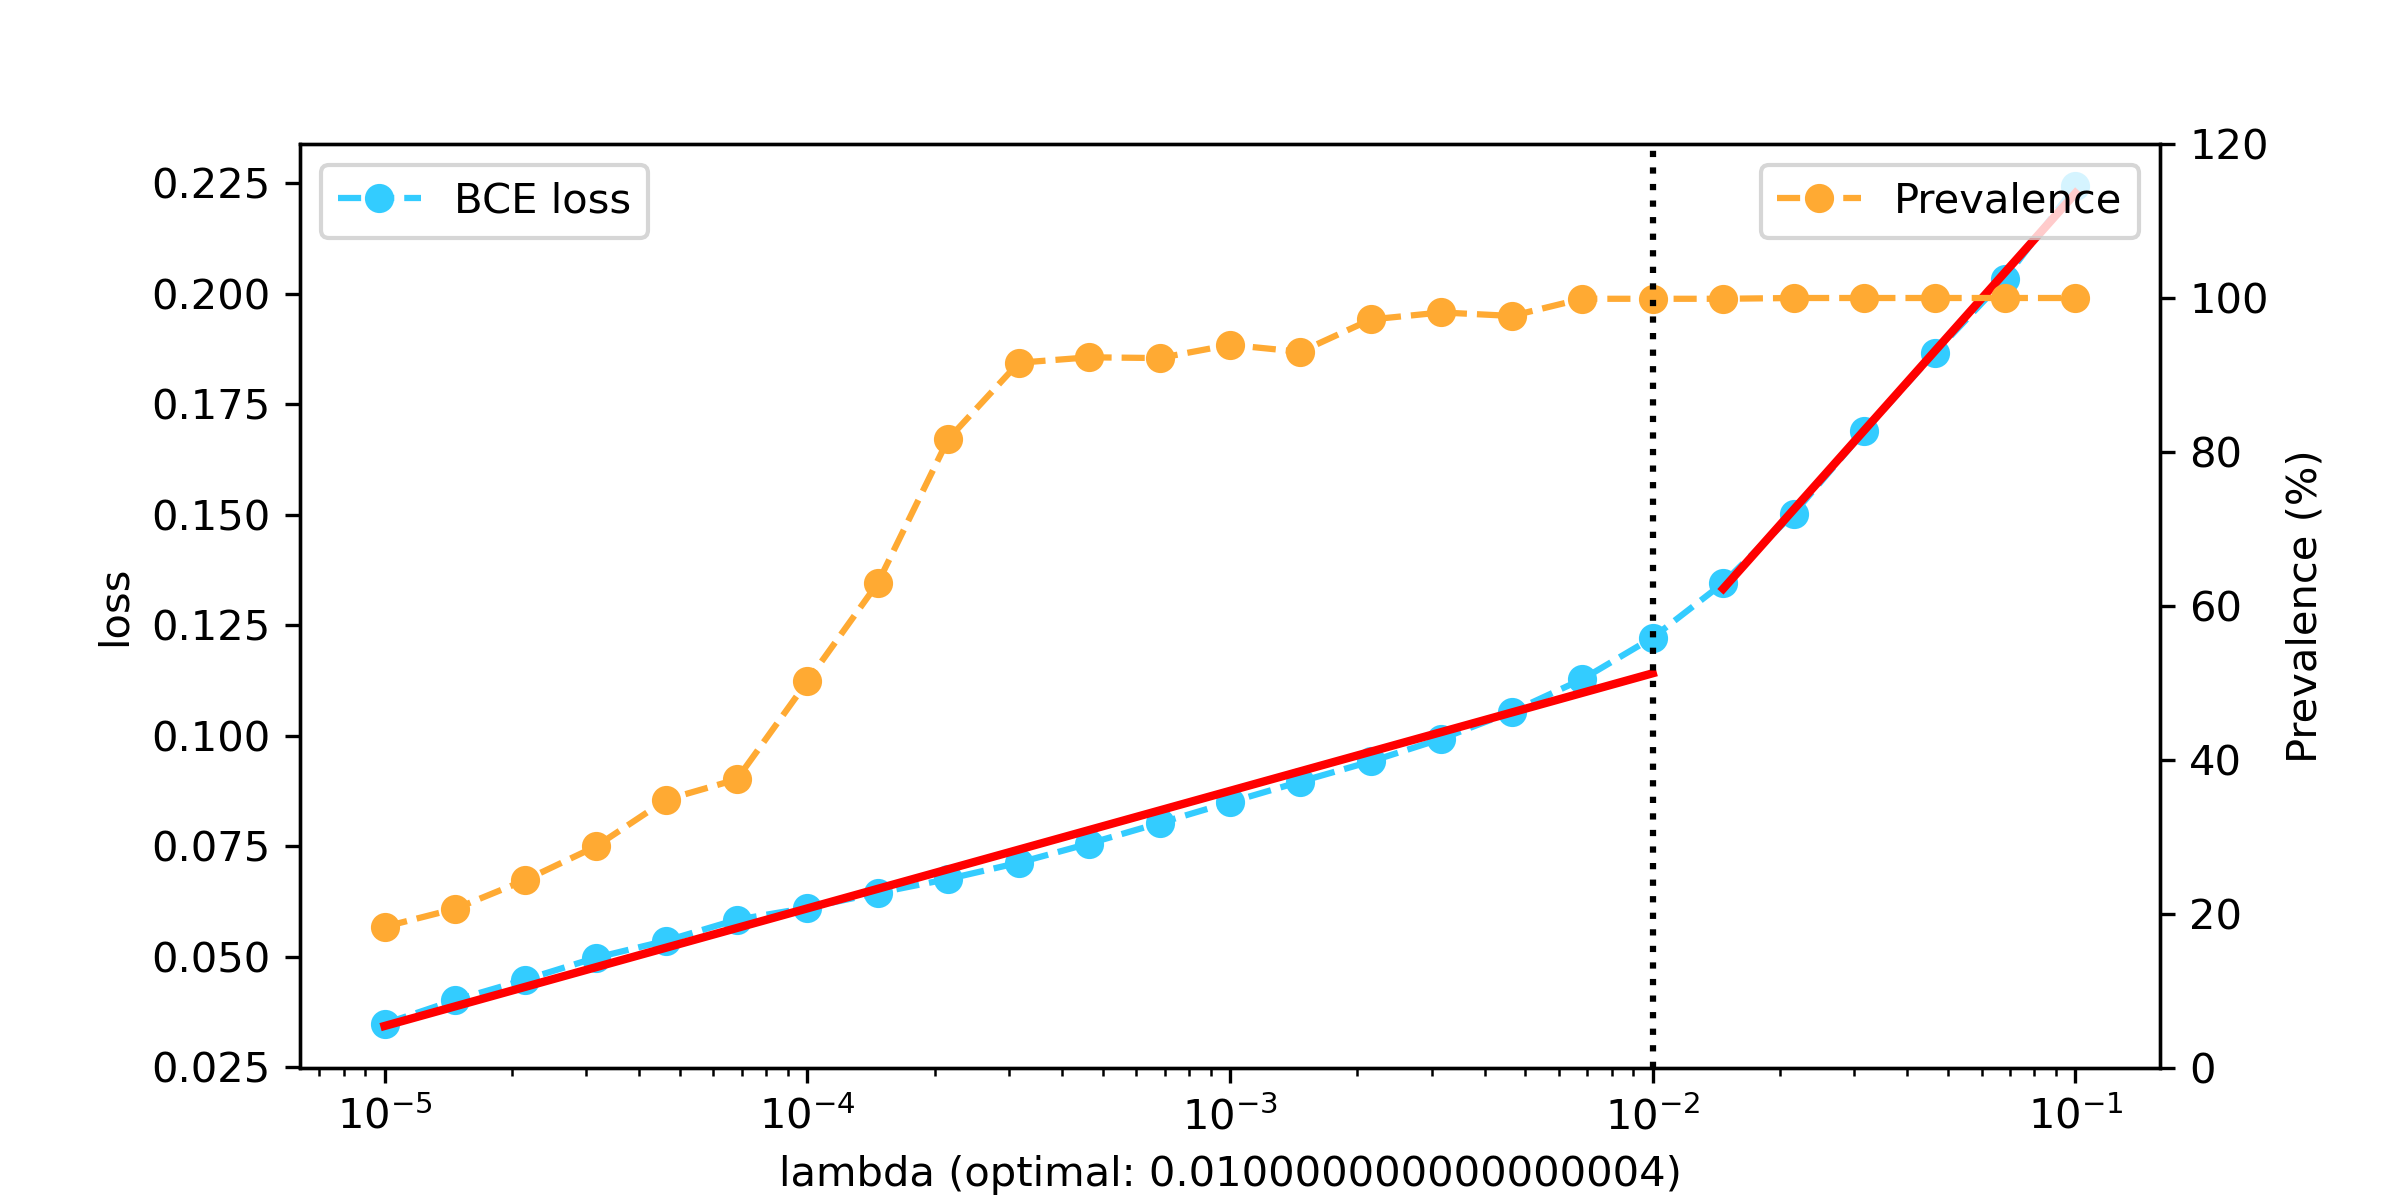 BCE loss
Prevalence
0.225
0.200
0.175
0.150
0.125
0.100
0.075
0.050
0.025
loss
120
100
80
60
40
20
0
Prevalence (%)
10⁻⁵ 10⁻⁴ 10⁻³ 10⁻² 10⁻¹
lambda (optimal: 0.010000000000000004)